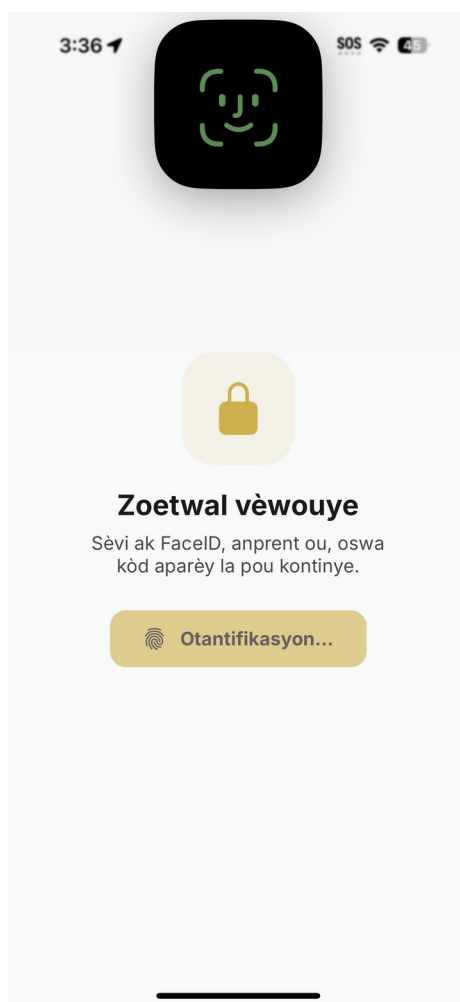 3:36
SOS
45
Zoetwal vèwouye
Sèvi ak FaceID, anprent ou, oswa
kòd aparèy la pou kontinye.
Otantifikasyon...